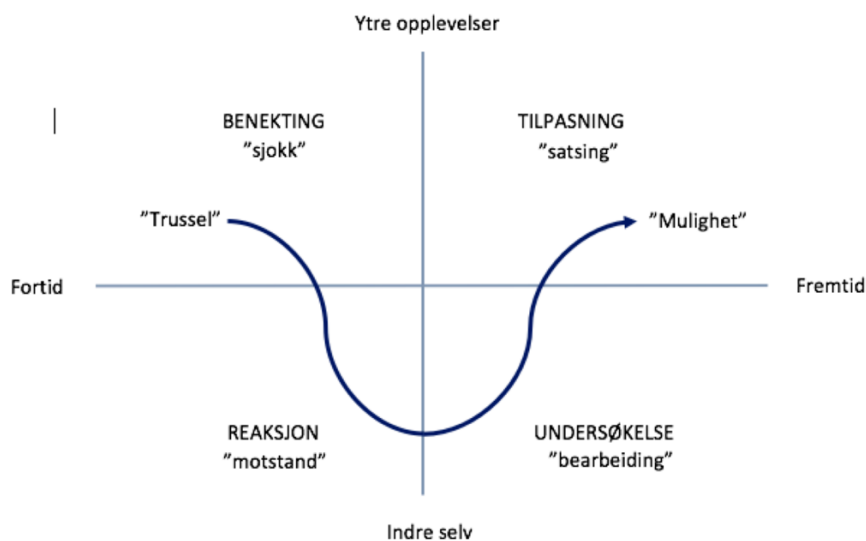 Ytre opplevelser
BENEKTING
”sjokk”
TILPASNING
”satsing”
”Trussel”
”Mulighet”
Fortid
Fremtid
REAKSJON
”motstand”
UNDERSØKELSE
”bearbeiding”
Indre selv